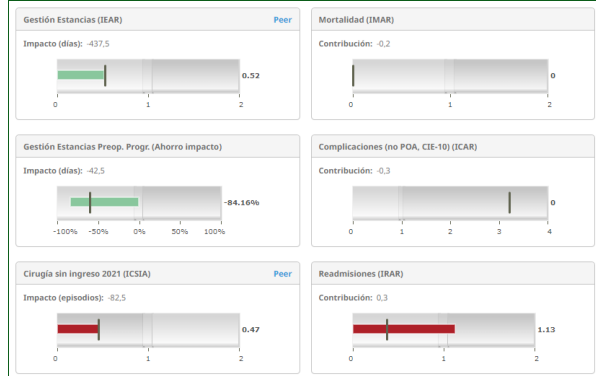 Gestión Estancias (IEAR) Peer
Impacto (días): -437,5
0.52
0 1 2
Mortalidad (IMAR)
Contribución: -0,2
0
0 1 2
Gestión Estancias Preop. Progr. (Ahorro impacto)
Impacto (días): -42,5
-84.16%
-100% -50% 0% 50% 100%
Complicaciones (no POA, CIE-10) (ICAR)
Contribución: -0,3
0
0 1 2 3 4
Cirugía sin ingreso 2021 (ICSIA) Peer
Impacto (episodios): -82,5
0.47
0 1 2
Readmisiones (IRAR)
Contribución: 0,3
1.13
0 1 2